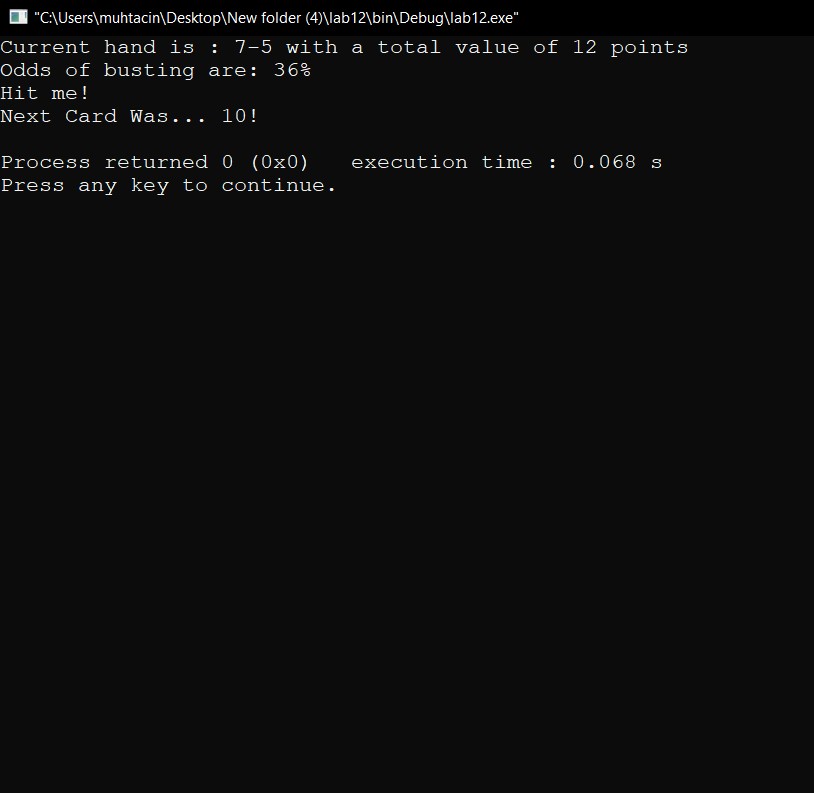 "C:\Users\muhtacin\Desktop\New folder (4)\lab12\bin\Debug\lab12.exe"
Current hand is : 7-5 with a total value of 12 points
Odds of busting are: 36%
Hit me!
Next Card Was... 10!
Process returned 0 (0x0)   execution time : 0.068 s
Press any key to continue.